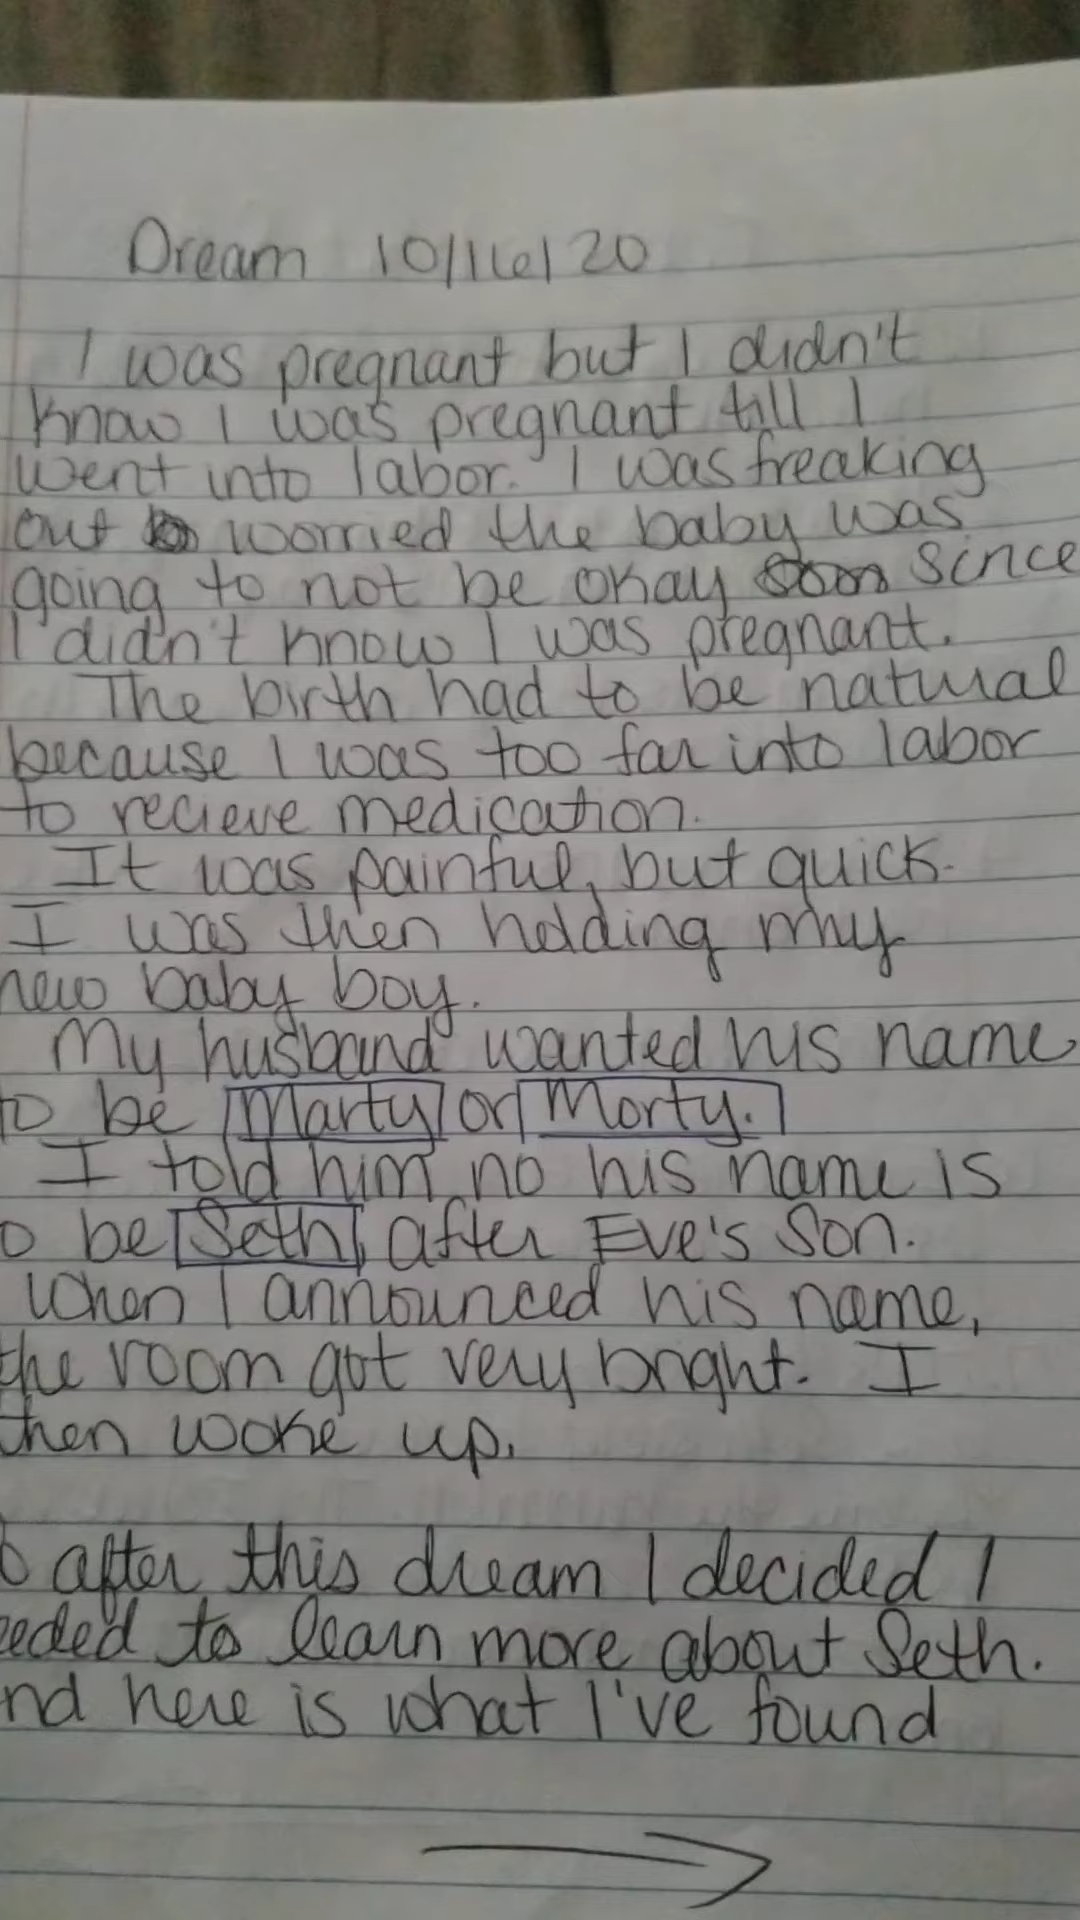 Dream 10/16/20
I was pregnant but I didn't
know I was pregnant till I
went into labor. I was freaking
out worried the baby was
going to not be okay since
I didn't know I was pregnant.
The birth had to be natural
because I was too far into labor
to recieve medication.
It was painful, but quick.
I was then holding my
new baby boy.
My husband wanted his name
to be Marty or Morty.
I told him no his name is
to be Seth, after Eve's Son.
When I announced his name,
the room got very bright. I
then woke up.
after this dream I decided I
eeded to learn more about Seth.
nd here is what I've found